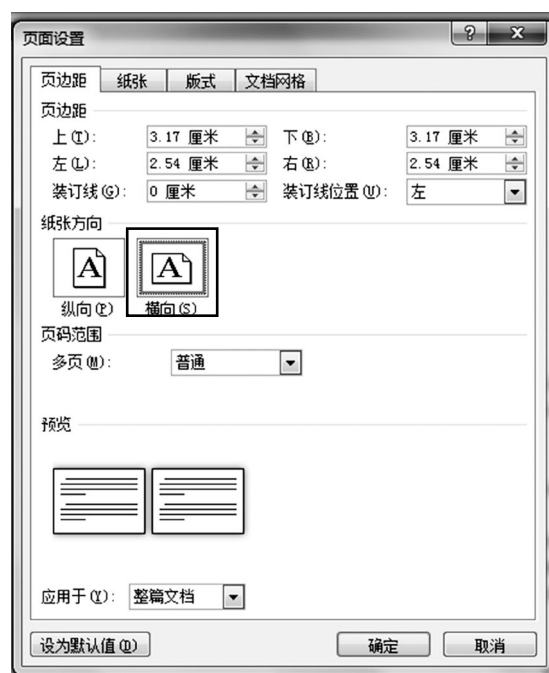 页面设置
页边距 纸张 版式 文档网格
页边距
上(T): 3.17 厘米 下(B): 3.17 厘米
左(L): 2.54 厘米 右(R): 2.54 厘米
装订线(G): 0 厘米 装订线位置(U): 左
纸张方向
A A
纵向(P) 横向(S)
页码范围
多页(M): 普通
预览
应用于(Y): 整篇文档
设为默认值(D) 确定 取消